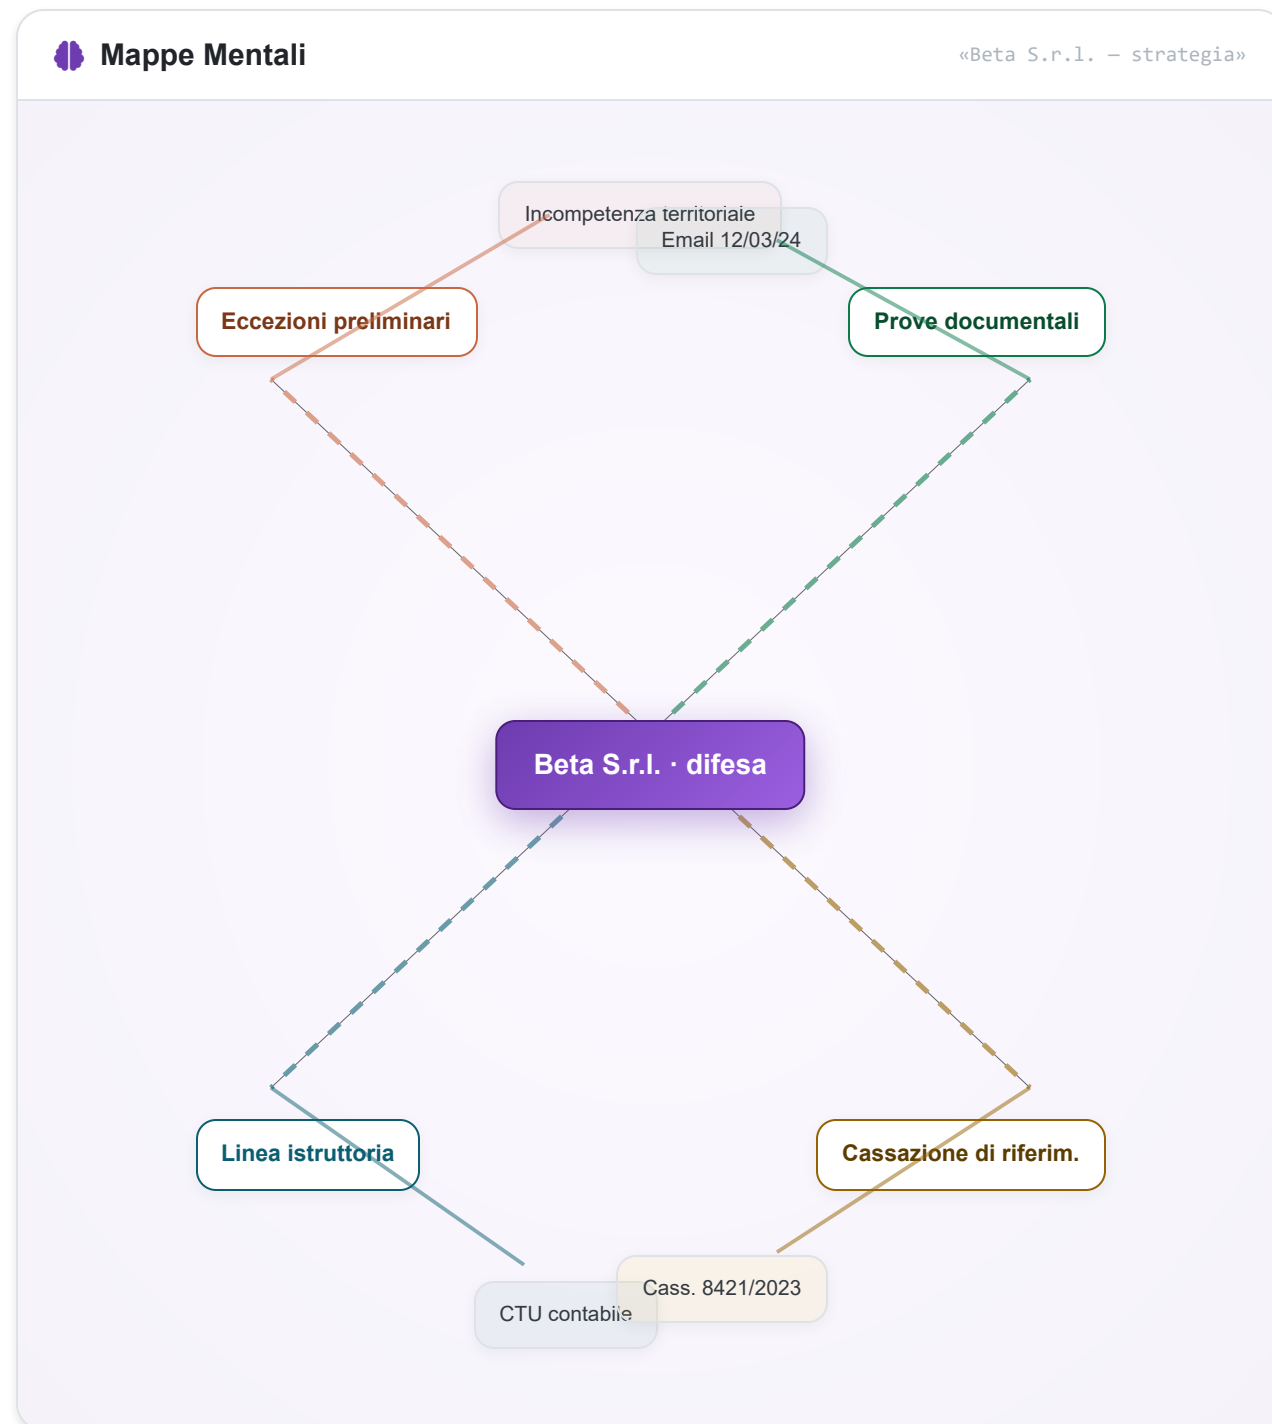 Mappe Mentali
«Beta S.r.l. — strategia»
Incompetenza territoriale
Email 12/03/24
Eccezioni preliminari
Prove documentali
Beta S.r.l. · difesa
Linea istruttoria
Cassazione di riferim.
Cass. 8421/2023
CTU contabile